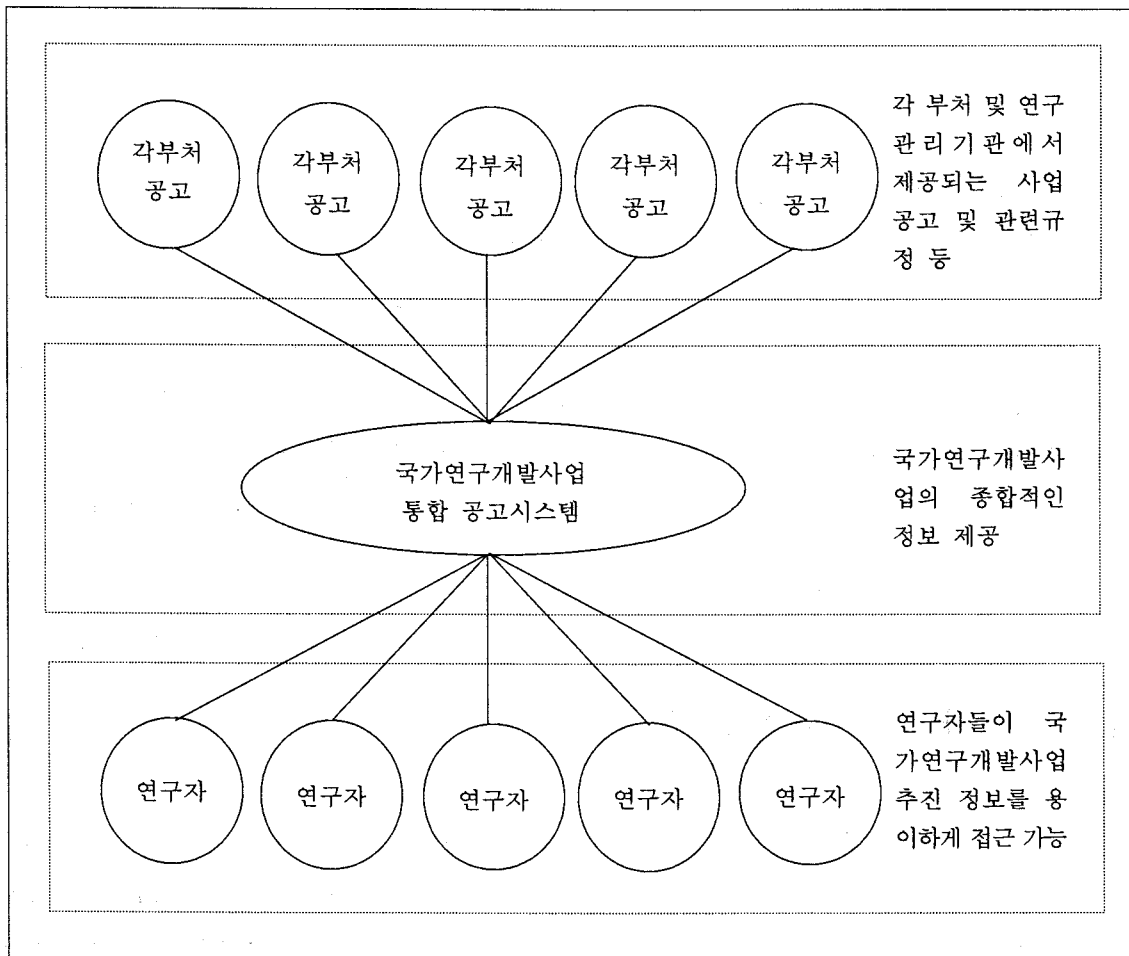 각부처
공고
각부처
공고
각부처
공고
각부처
공고
각부처
공고
각 부처 및 연구
관리기관에서
제공되는 사업
공고 및 관련규
정 등
국가연구개발사업
통합 공고시스템
국가연구개발사
업의 종합적인
정보 제공
연구자
연구자
연구자
연구자
연구자
연구자들이 국
가연구개발사업
추진 정보를 용
이하게 접근 가능